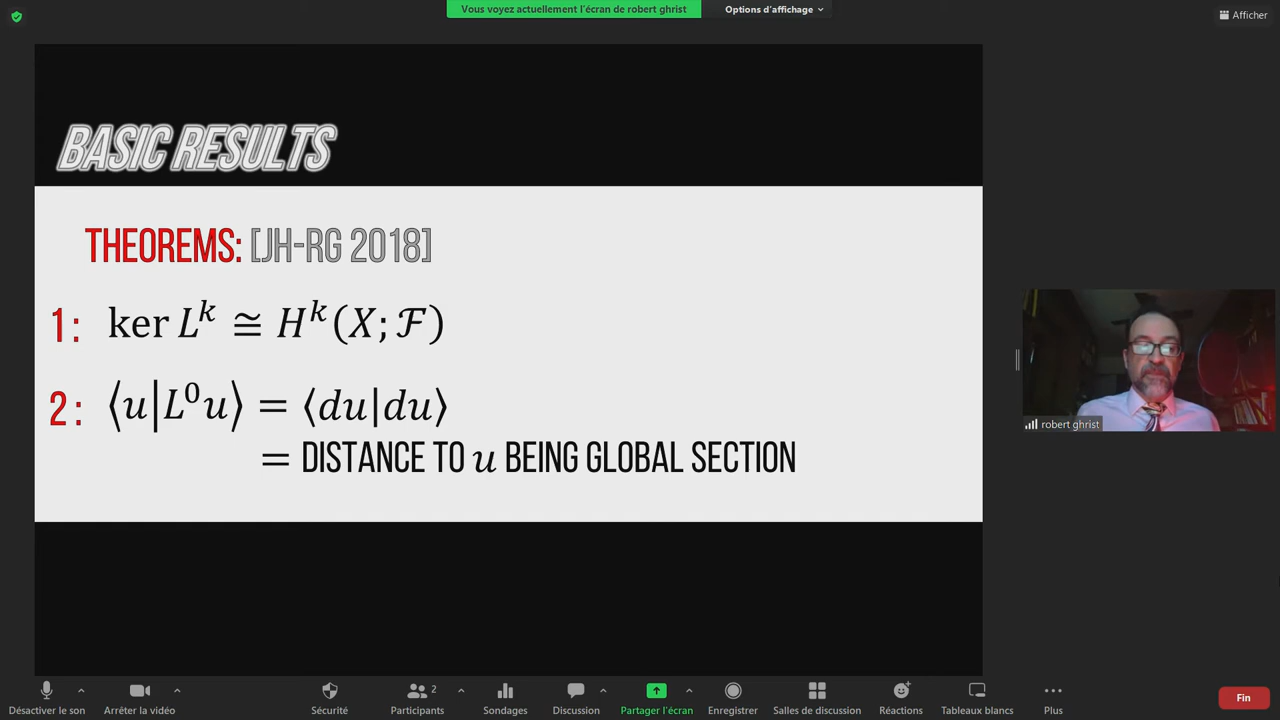 Vous voyez actuellement l'écran de robert ghrist
Options d'affichage
Afficher
BASIC RESULTS
THEOREMS: [JH-RG 2018]
1: ker L^k ≅ H^k(X; ℱ)
2: ⟨u|L^0u⟩ = ⟨du|du⟩
= DISTANCE TO u BEING GLOBAL SECTION
robert ghrist
2
Désactiver le son
Arrêter la vidéo
Sécurité
Participants
Sondages
Discussion
Partager l'écran
Enregistrer
Salles de discussion
Réactions
Tableaux blancs
Plus
Fin